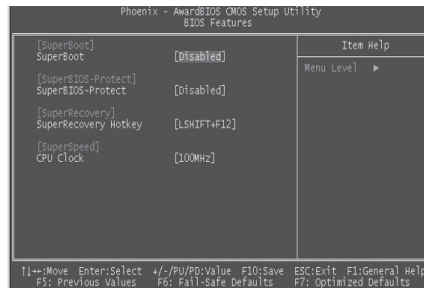 Phoenix - AwardBIOS CMOS Setup Utility
BIOS Features
[SuperBoot]
SuperBoot [Disabled]
[SuperBIOS-Protect]
SuperBIOS-Protect [Disabled]
[SuperRecovery]
SuperRecovery Hotkey [LSHIFT+F12]
[SuperSpeed]
CPU Clock [100MHz]
Item Help
Menu Level ▶
↑↓→←:Move Enter:Select +/-/PU/PD:Value F10:Save ESC:Exit F1:General Help
F5: Previous Values F6: Fail-Safe Defaults F7: Optimized Defaults